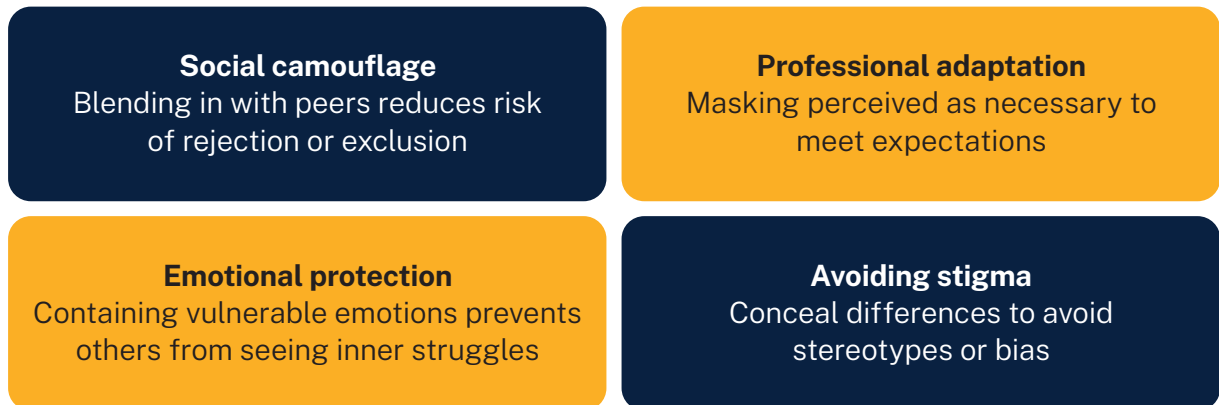 Social camouflage
Blending in with peers reduces risk
of rejection or exclusion
Professional adaptation
Masking perceived as necessary to
meet expectations
Emotional protection
Containing vulnerable emotions prevents
others from seeing inner struggles
Avoiding stigma
Conceal differences to avoid
stereotypes or bias